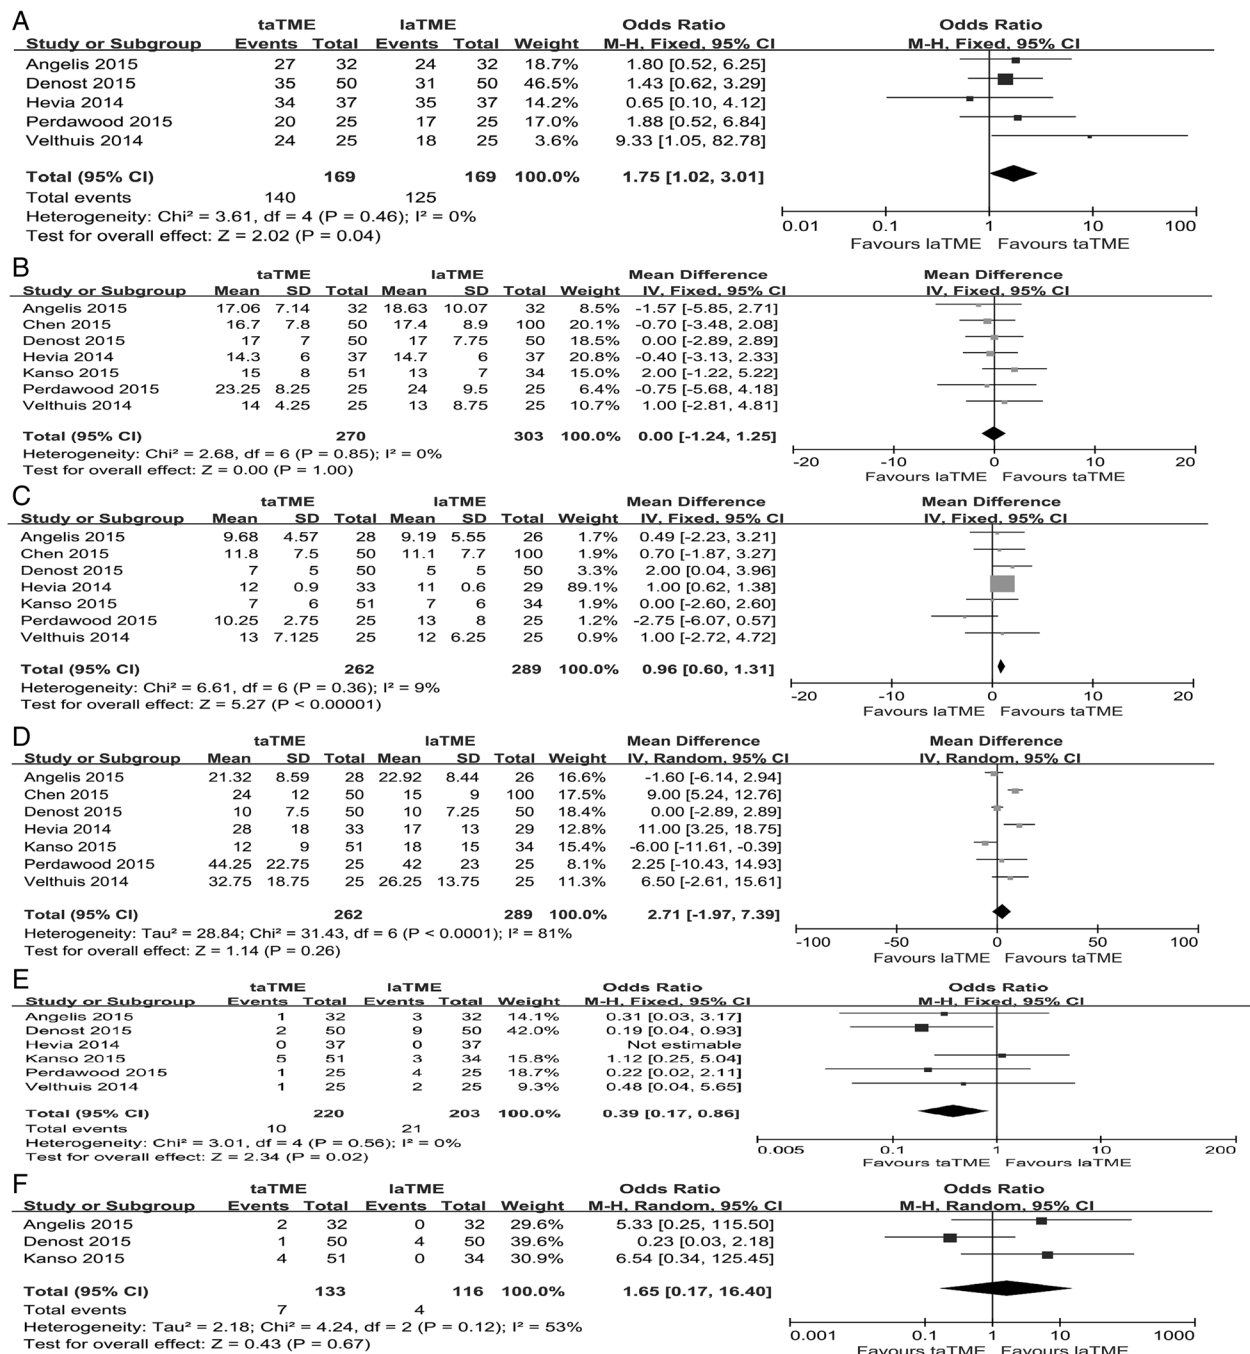 A
taTME laTME Odds Ratio Odds Ratio
Study or Subgroup Events Total Events Total Weight M-H, Fixed, 95% CI M-H, Fixed, 95% CI
Angelis 2015 27 32 24 32 18.7% 1.80 [0.52, 6.25]
Denost 2015 35 50 31 50 46.5% 1.43 [0.62, 3.29]
Hevia 2014 34 37 35 37 14.2% 0.65 [0.10, 4.12]
Perdawood 2015 20 25 17 25 17.0% 1.88 [0.52, 6.84]
Velthuis 2014 24 25 18 25 3.6% 9.33 [1.05, 82.78]
Total (95% CI) 169 169 100.0% 1.75 [1.02, 3.01]
Total events 140 125
Heterogeneity: Chi² = 3.61, df = 4 (P = 0.46); I² = 0%
Test for overall effect: Z = 2.02 (P = 0.04)
0.01 0.1 1 10 100
Favours laTME Favours taTME
B
taTME laTME Mean Difference Mean Difference
Study or Subgroup Mean SD Total Mean SD Total Weight IV, Fixed, 95% CI IV, Fixed, 95% CI
Angelis 2015 17.06 7.14 32 18.63 10.07 32 8.5% -1.57 [-5.85, 2.71]
Chen 2015 16.7 7.8 50 17.4 8.9 100 20.1% -0.70 [-3.48, 2.08]
Denost 2015 17 7 50 17 7.75 50 18.5% 0.00 [-2.89, 2.89]
Hevia 2014 14.3 6 37 14.7 6 37 20.8% -0.40 [-3.13, 2.33]
Kanso 2015 15 8 51 13 7 34 15.0% 2.00 [-1.22, 5.22]
Perdawood 2015 23.25 8.25 25 24 9.5 25 6.4% -0.75 [-5.68, 4.18]
Velthuis 2014 14 4.25 25 13 8.75 25 10.7% 1.00 [-2.81, 4.81]
Total (95% CI) 270 303 100.0% 0.00 [-1.24, 1.25]
Heterogeneity: Chi² = 2.68, df = 6 (P = 0.85); I² = 0%
Test for overall effect: Z = 0.00 (P = 1.00)
-20 -10 0 10 20
Favours laTME Favours taTME
C
taTME laTME Mean Difference Mean Difference
Study or Subgroup Mean SD Total Mean SD Total Weight IV, Fixed, 95% CI IV, Fixed, 95% CI
Angelis 2015 9.68 4.57 28 9.19 5.55 26 1.7% 0.49 [-2.23, 3.21]
Chen 2015 11.8 7.5 50 11.1 7.7 100 1.9% 0.70 [-1.87, 3.27]
Denost 2015 7 5 50 5 5 50 3.3% 2.00 [0.04, 3.96]
Hevia 2014 12 0.9 33 11 0.6 29 89.1% 1.00 [0.62, 1.38]
Kanso 2015 7 6 51 7 6 34 1.9% 0.00 [-2.60, 2.60]
Perdawood 2015 10.25 2.75 25 13 8 25 1.2% -2.75 [-6.07, 0.57]
Velthuis 2014 13 7.125 25 12 6.25 25 0.9% 1.00 [-2.72, 4.72]
Total (95% CI) 262 289 100.0% 0.96 [0.60, 1.31]
Heterogeneity: Chi² = 6.61, df = 6 (P = 0.36); I² = 9%
Test for overall effect: Z = 5.27 (P < 0.00001)
-20 -10 0 10 20
Favours laTME Favours taTME
D
taTME laTME Mean Difference Mean Difference
Study or Subgroup Mean SD Total Mean SD Total Weight IV, Random, 95% CI IV, Random, 95% CI
Angelis 2015 21.32 8.59 28 22.92 8.44 26 16.6% -1.60 [-6.14, 2.94]
Chen 2015 24 12 50 15 9 100 17.5% 9.00 [5.24, 12.76]
Denost 2015 10 7.5 50 10 7.25 50 18.4% 0.00 [-2.89, 2.89]
Hevia 2014 28 18 33 17 13 29 12.8% 11.00 [3.25, 18.75]
Kanso 2015 12 9 51 18 15 34 15.4% -6.00 [-11.61, -0.39]
Perdawood 2015 44.25 22.75 25 42 23 25 8.1% 2.25 [-10.43, 14.93]
Velthuis 2014 32.75 18.75 25 26.25 13.75 25 11.3% 6.50 [-2.61, 15.61]
Total (95% CI) 262 289 100.0% 2.71 [-1.97, 7.39]
Heterogeneity: Tau² = 28.84; Chi² = 31.43, df = 6 (P < 0.0001); I² = 81%
Test for overall effect: Z = 1.14 (P = 0.26)
-100 -50 0 50 100
Favours laTME Favours taTME
E
taTME laTME Odds Ratio Odds Ratio
Study or Subgroup Events Total Events Total Weight M-H, Fixed, 95% CI M-H, Fixed, 95% CI
Angelis 2015 1 32 3 32 14.1% 0.31 [0.03, 3.17]
Denost 2015 2 50 9 50 42.0% 0.19 [0.04, 0.93]
Hevia 2014 0 37 0 37 Not estimable
Kanso 2015 5 51 3 34 15.8% 1.12 [0.25, 5.04]
Perdawood 2015 1 25 4 25 18.7% 0.22 [0.02, 2.11]
Velthuis 2014 1 25 2 25 9.3% 0.48 [0.04, 5.65]
Total (95% CI) 220 203 100.0% 0.39 [0.17, 0.86]
Total events 10 21
Heterogeneity: Chi² = 3.01, df = 4 (P = 0.56); I² = 0%
Test for overall effect: Z = 2.34 (P = 0.02)
0.005 0.1 1 10 200
Favours taTME Favours laTME
F
taTME laTME Odds Ratio Odds Ratio
Study or Subgroup Events Total Events Total Weight M-H, Random, 95% CI M-H, Random, 95% CI
Angelis 2015 2 32 0 32 29.6% 5.33 [0.25, 115.50]
Denost 2015 1 50 4 50 39.6% 0.23 [0.03, 2.18]
Kanso 2015 4 51 0 34 30.9% 6.54 [0.34, 125.45]
Total (95% CI) 133 116 100.0% 1.65 [0.17, 16.40]
Total events 7 4
Heterogeneity: Tau² = 2.18; Chi² = 4.24, df = 2 (P = 0.12); I² = 53%
Test for overall effect: Z = 0.43 (P = 0.67)
0.001 0.1 1 10 1000
Favours taTME Favours laTME